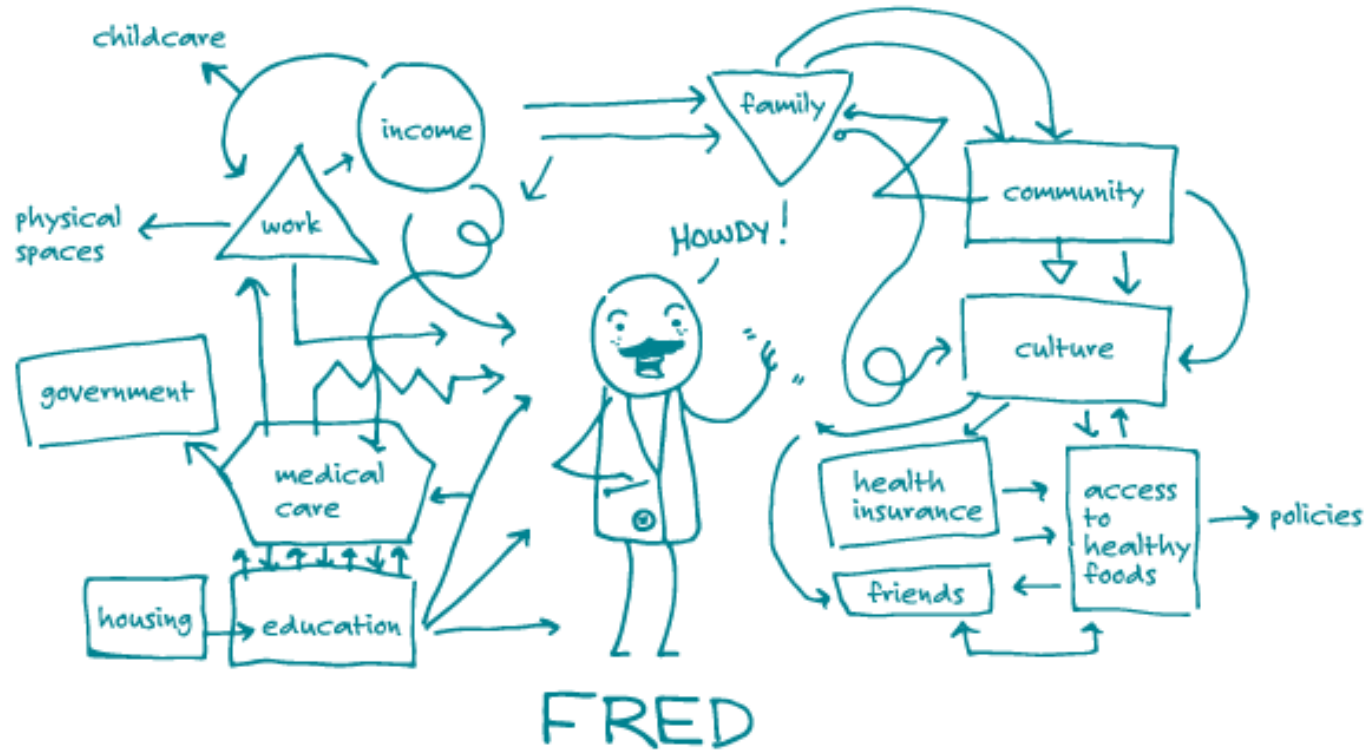 childcare
income
family
community
physical
spaces
work
HOWDY!
culture
government
medical
care
health
insurance
access
to
healthy
foods
policies
friends
housing
education
FRED